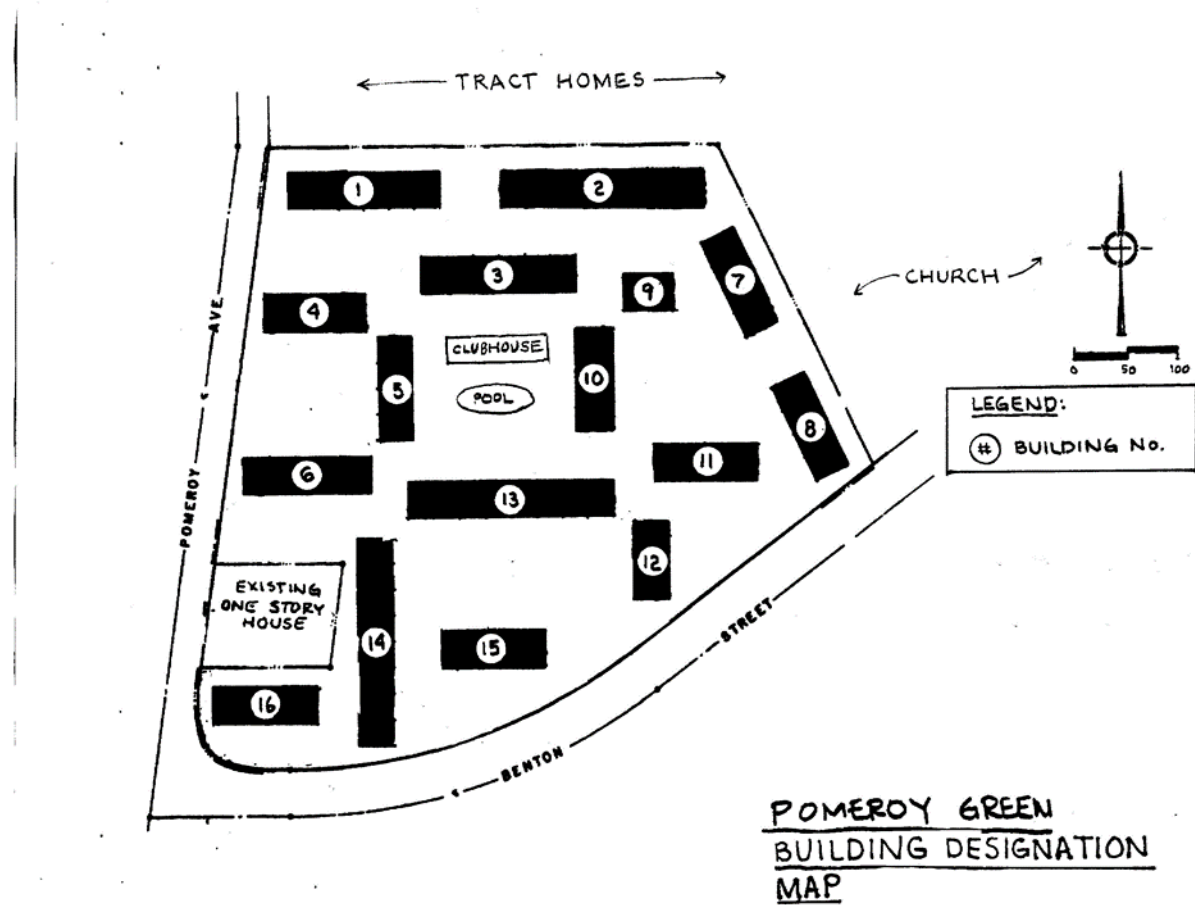 TRACT HOMES
1
2
3
9
7
CHURCH
4
CLUBHOUSE
5
POOL
10
8
0 50 100
LEGEND:
# BUILDING No.
POMEROY AVE
6
11
13
12
EXISTING
ONE STORY
HOUSE
14
15
16
BENTON STREET
POMEROY GREEN
BUILDING DESIGNATION
MAP